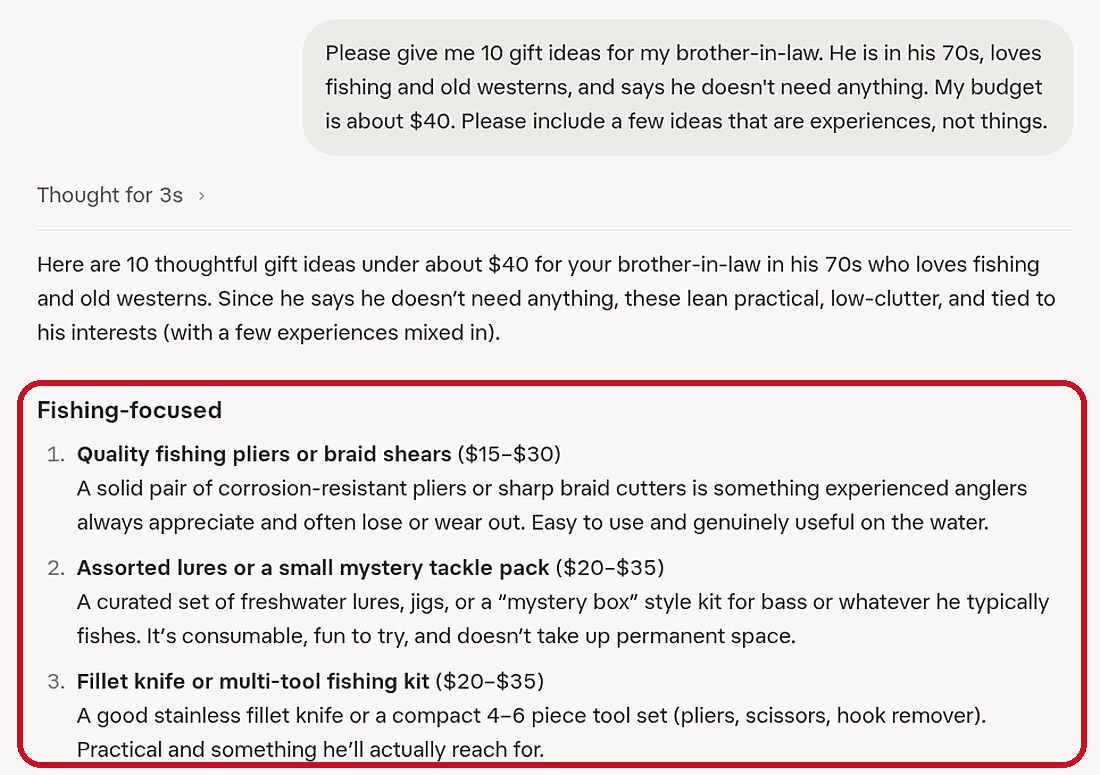 Please give me 10 gift ideas for my brother-in-law. He is in his 70s, loves
fishing and old westerns, and says he doesn't need anything. My budget
is about $40. Please include a few ideas that are experiences, not things.
Thought for 3s ›
Here are 10 thoughtful gift ideas under about $40 for your brother-in-law in his 70s who loves fishing
and old westerns. Since he says he doesn’t need anything, these lean practical, low-clutter, and tied to
his interests (with a few experiences mixed in).
Fishing-focused
1. Quality fishing pliers or braid shears ($15–$30)
A solid pair of corrosion-resistant pliers or sharp braid cutters is something experienced anglers
always appreciate and often lose or wear out. Easy to use and genuinely useful on the water.
2. Assorted lures or a small mystery tackle pack ($20–$35)
A curated set of freshwater lures, jigs, or a “mystery box” style kit for bass or whatever he typically
fishes. It’s consumable, fun to try, and doesn’t take up permanent space.
3. Fillet knife or multi-tool fishing kit ($20–$35)
A good stainless fillet knife or a compact 4–6 piece tool set (pliers, scissors, hook remover).
Practical and something he’ll actually reach for.